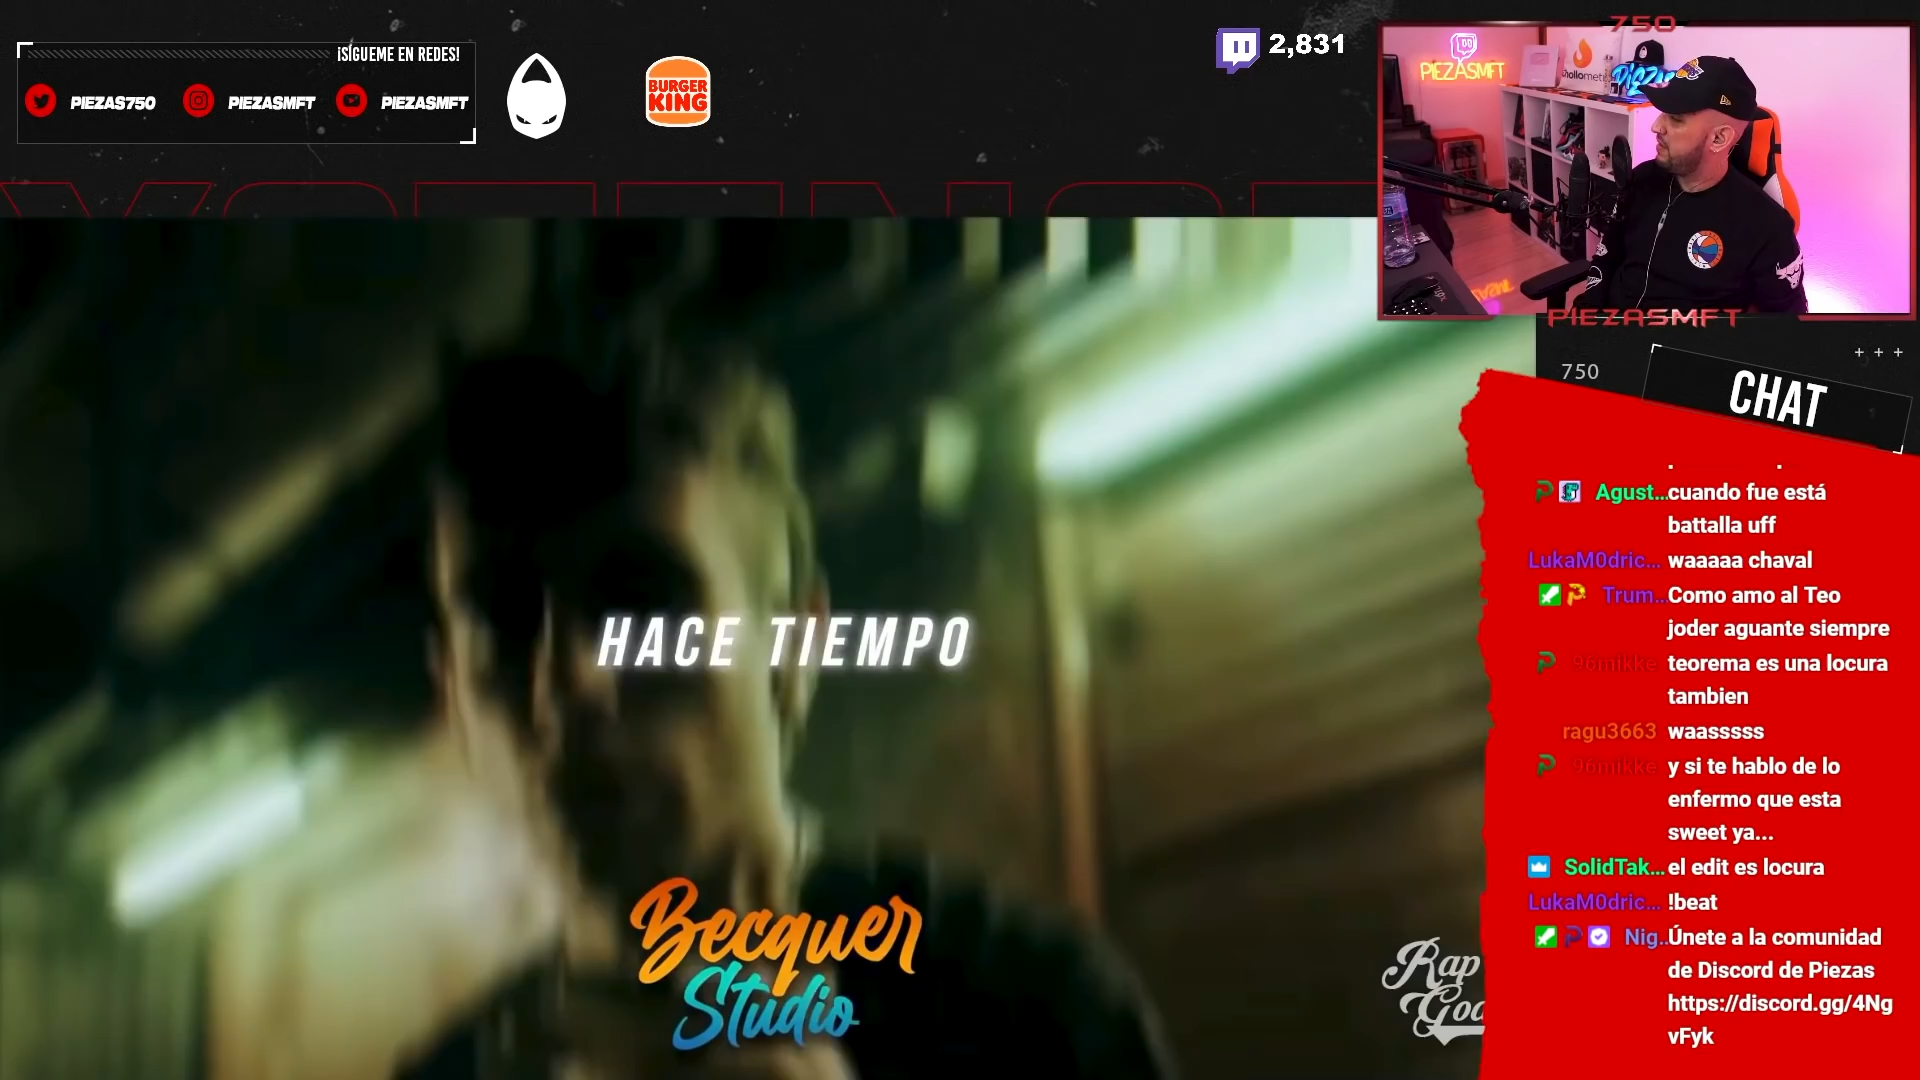 ¡SÍGUEME EN REDES!
PIEZAS750
PIEZASMFT
PIEZASMFT
BURGER
KING
2,831
750
PIEZASMFT
PIEZASMFT
750
CHAT
HACE TIEMPO
Becquer
Studio
Rap
God
Agust... cuando fue está
battalla uff
LukaM0dric... waaaaa chaval
Trum... Como amo al Teo
joder aguante siempre
96mikke teorema es una locura
tambien
ragu3663 waasssss
96mikke y si te hablo de lo
enfermo que esta
sweet ya...
SolidTak... el edit es locura
LukaM0dric... !beat
Nig... Únete a la comunidad
de Discord de Piezas
https://discord.gg/4Ng
vFyk